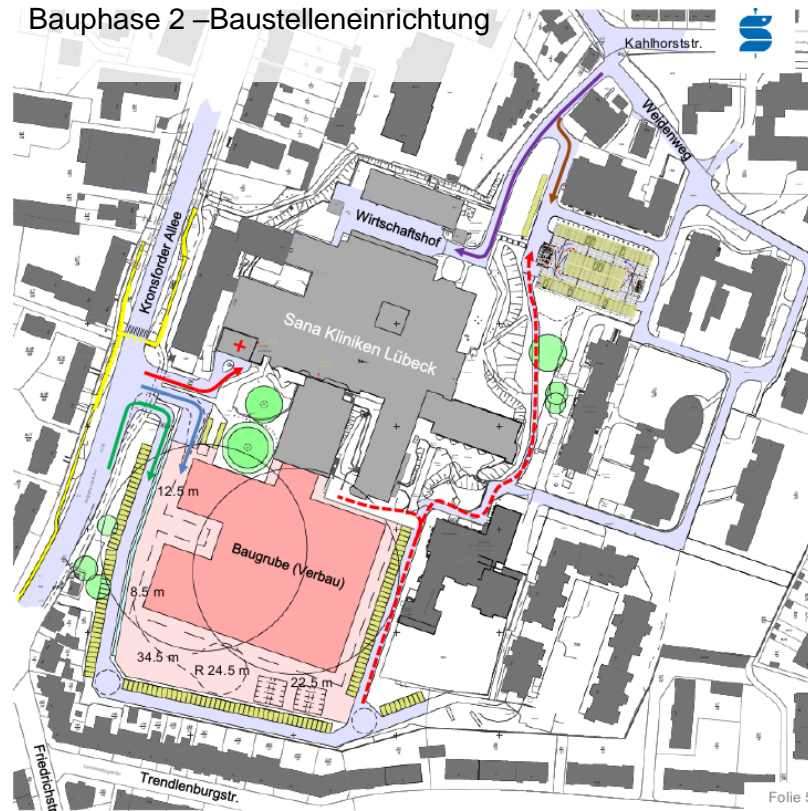 Bauphase 2 –Baustelleneinrichtung
Kahlhorststr.
Weidenweg
Wirtschaftshof
Kronsforder Allee
Sana Kliniken Lübeck
12.5 m
Baugrube (Verbau)
8.5 m
34.5 m
R 24.5 m
22.5 m
Friedrichstr.
Trendlenburgstr.
Folie